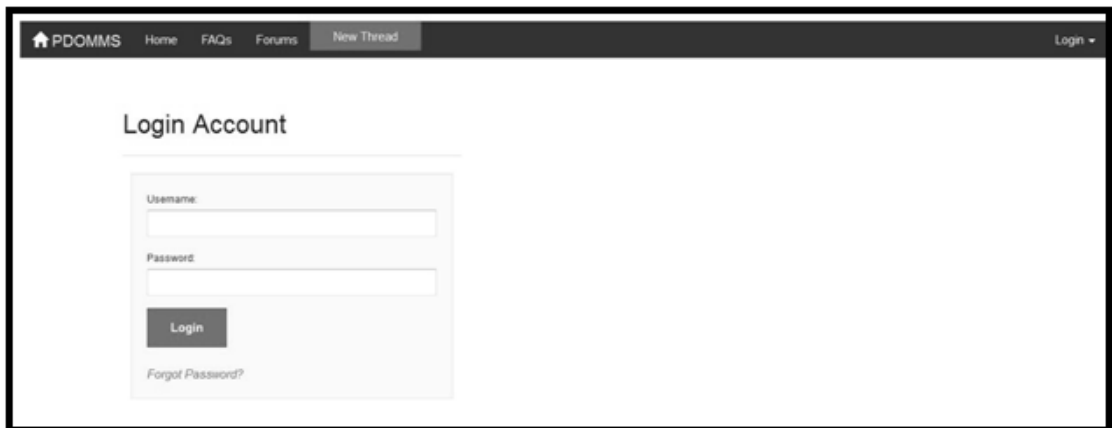 PDOMMS Home FAQs Forums New Thread Login
Login Account
Username:
Password:
Login
Forgot Password?